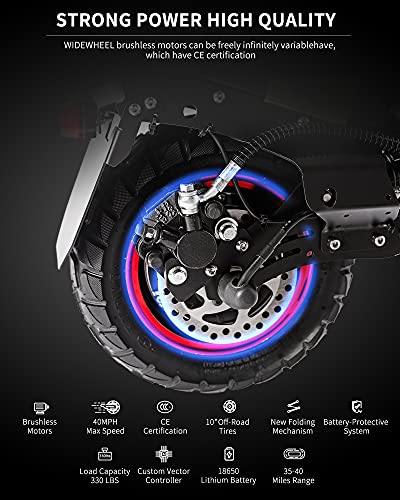 STRONG POWER HIGH QUALITY
WIDEWHEEL brushless motors can be freely infinitely variablehave,
which have CE certification
Brushless
Motors
40MPH
Max Speed
CE
Certification
10"Off-Road
Tires
New Folding
Mechanism
Battery-Protective
System
Load Capacity
330 LBS
Custom Vector
Controller
18650
Lithium Battery
35-40
Miles Range